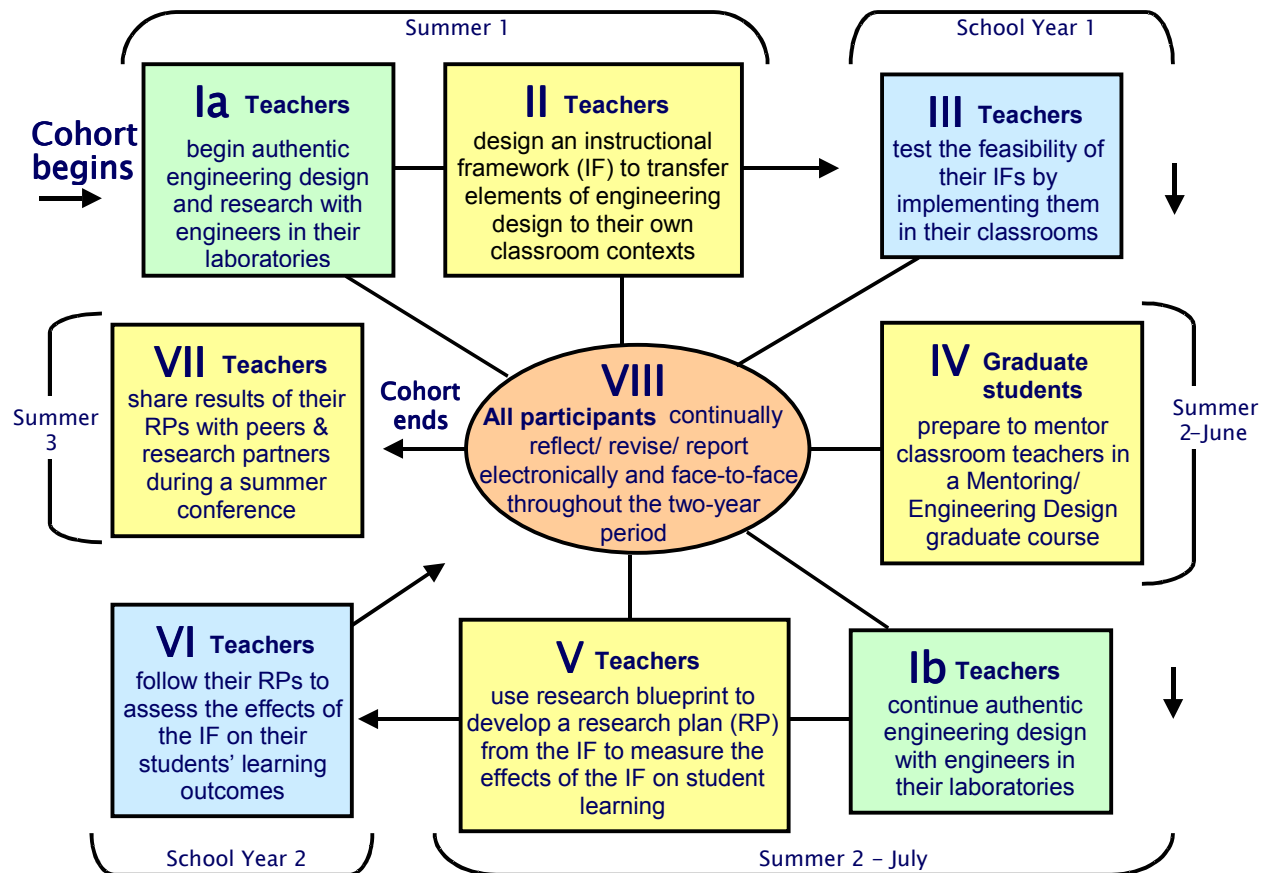 Summer 1
School Year 1
Cohort
begins
Ia Teachers
begin authentic
engineering design
and research with
engineers in their
laboratories
II Teachers
design an instructional
framework (IF) to transfer
elements of engineering
design to their own
classroom contexts
III Teachers
test the feasibility of
their IFs by
implementing them
in their classrooms
Summer
3
VII Teachers
share results of their
RPs with peers &
research partners
during a summer
conference
Cohort
ends
VIII
All participants continually
reflect/ revise/ report
electronically and face-to-face
throughout the two-year
period
IV Graduate
students
prepare to mentor
classroom teachers in
a Mentoring/
Engineering Design
graduate course
Summer
2–June
VI Teachers
follow their RPs to
assess the effects of
the IF on their
students’ learning
outcomes
V Teachers
use research blueprint to
develop a research plan (RP)
from the IF to measure the
effects of the IF on student
learning
Ib Teachers
continue authentic
engineering design
with engineers in
their laboratories
School Year 2
Summer 2 – July